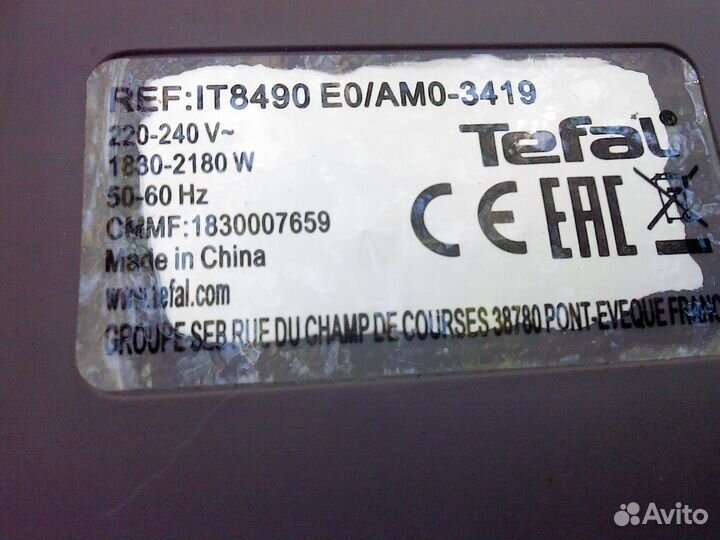 REF:IT8490 E0/AM0-3419
220-240 V~
1830-2180 W
50-60 Hz
CMMF:1830007659
Made in China
www.tefal.com
Tefal®
CE EAC
GROUPE SEB RUE DU CHAMP DE COURSES 38780 PONT-EVEQUE FRANC
Avito